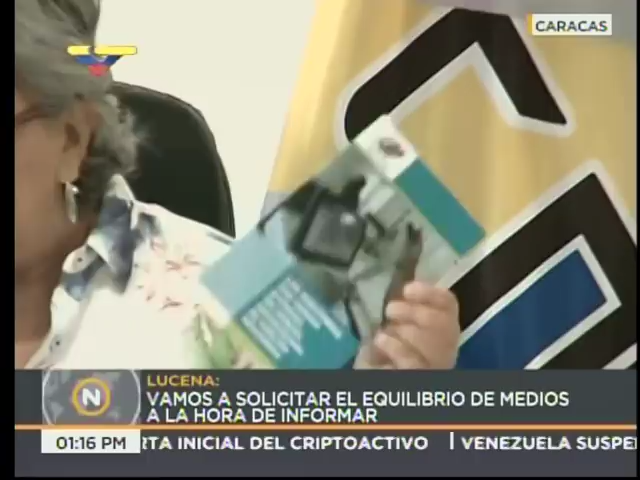 CARACAS
N
LUCENA:
VAMOS A SOLICITAR EL EQUILIBRIO DE MEDIOS
A LA HORA DE INFORMAR
01:16 PM RTA INICIAL DEL CRIPTOACTIVO | VENEZUELA SUSPE